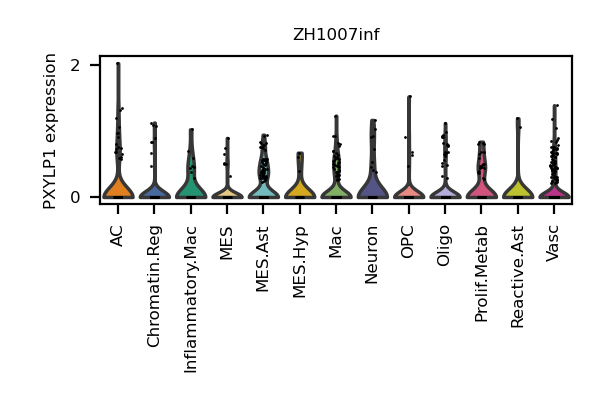 ZH1007inf
PXYLP1 expression
2
0
AC
Chromatin.Reg
Inflammatory.Mac
MES
MES.Ast
MES.Hyp
Mac
Neuron
OPC
Oligo
Prolif.Metab
Reactive.Ast
Vasc